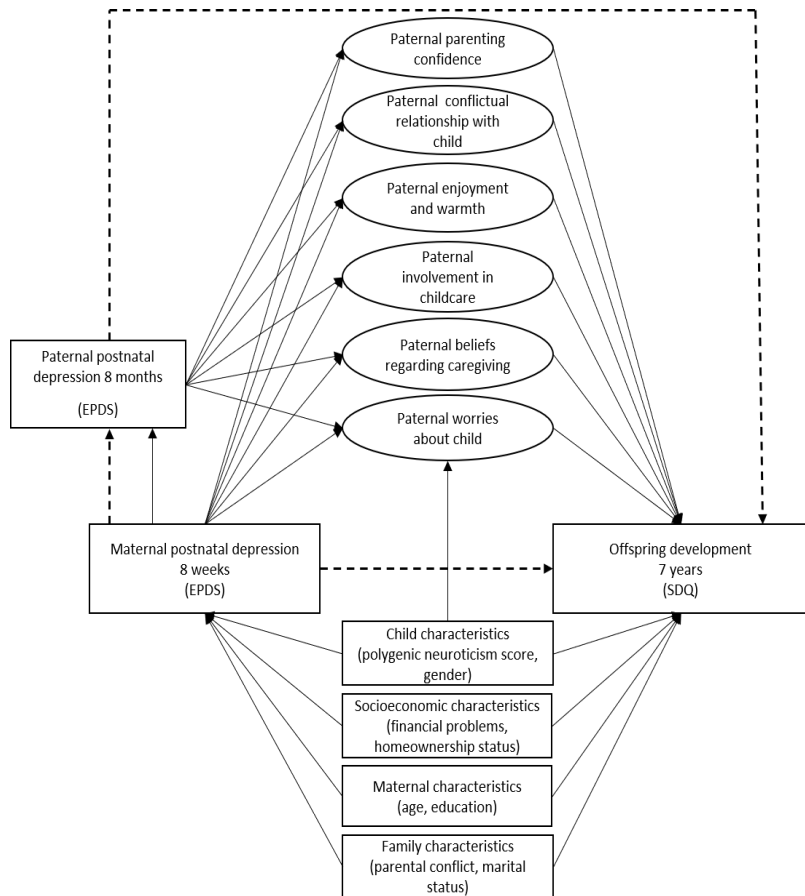 Paternal parenting
confidence
Paternal conflictual
relationship with
child
Paternal enjoyment
and warmth
Paternal
involvement in
childcare
Paternal postnatal
depression 8 months
(EPDS)
Paternal beliefs
regarding caregiving
Paternal worries
about child
Maternal postnatal depression
8 weeks
(EPDS)
Offspring development
7 years
(SDQ)
Child characteristics
(polygenic neuroticism score,
gender)
Socioeconomic characteristics
(financial problems,
homeownership status)
Maternal characteristics
(age, education)
Family characteristics
(parental conflict, marital
status)